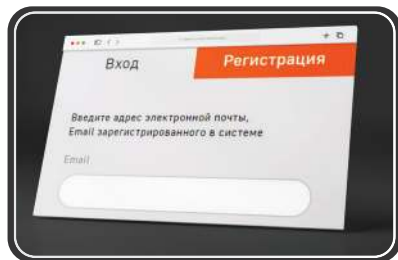 Вход
Регистрация
Введите адрес электронной почты,
Email зарегистрированного в системе
Email